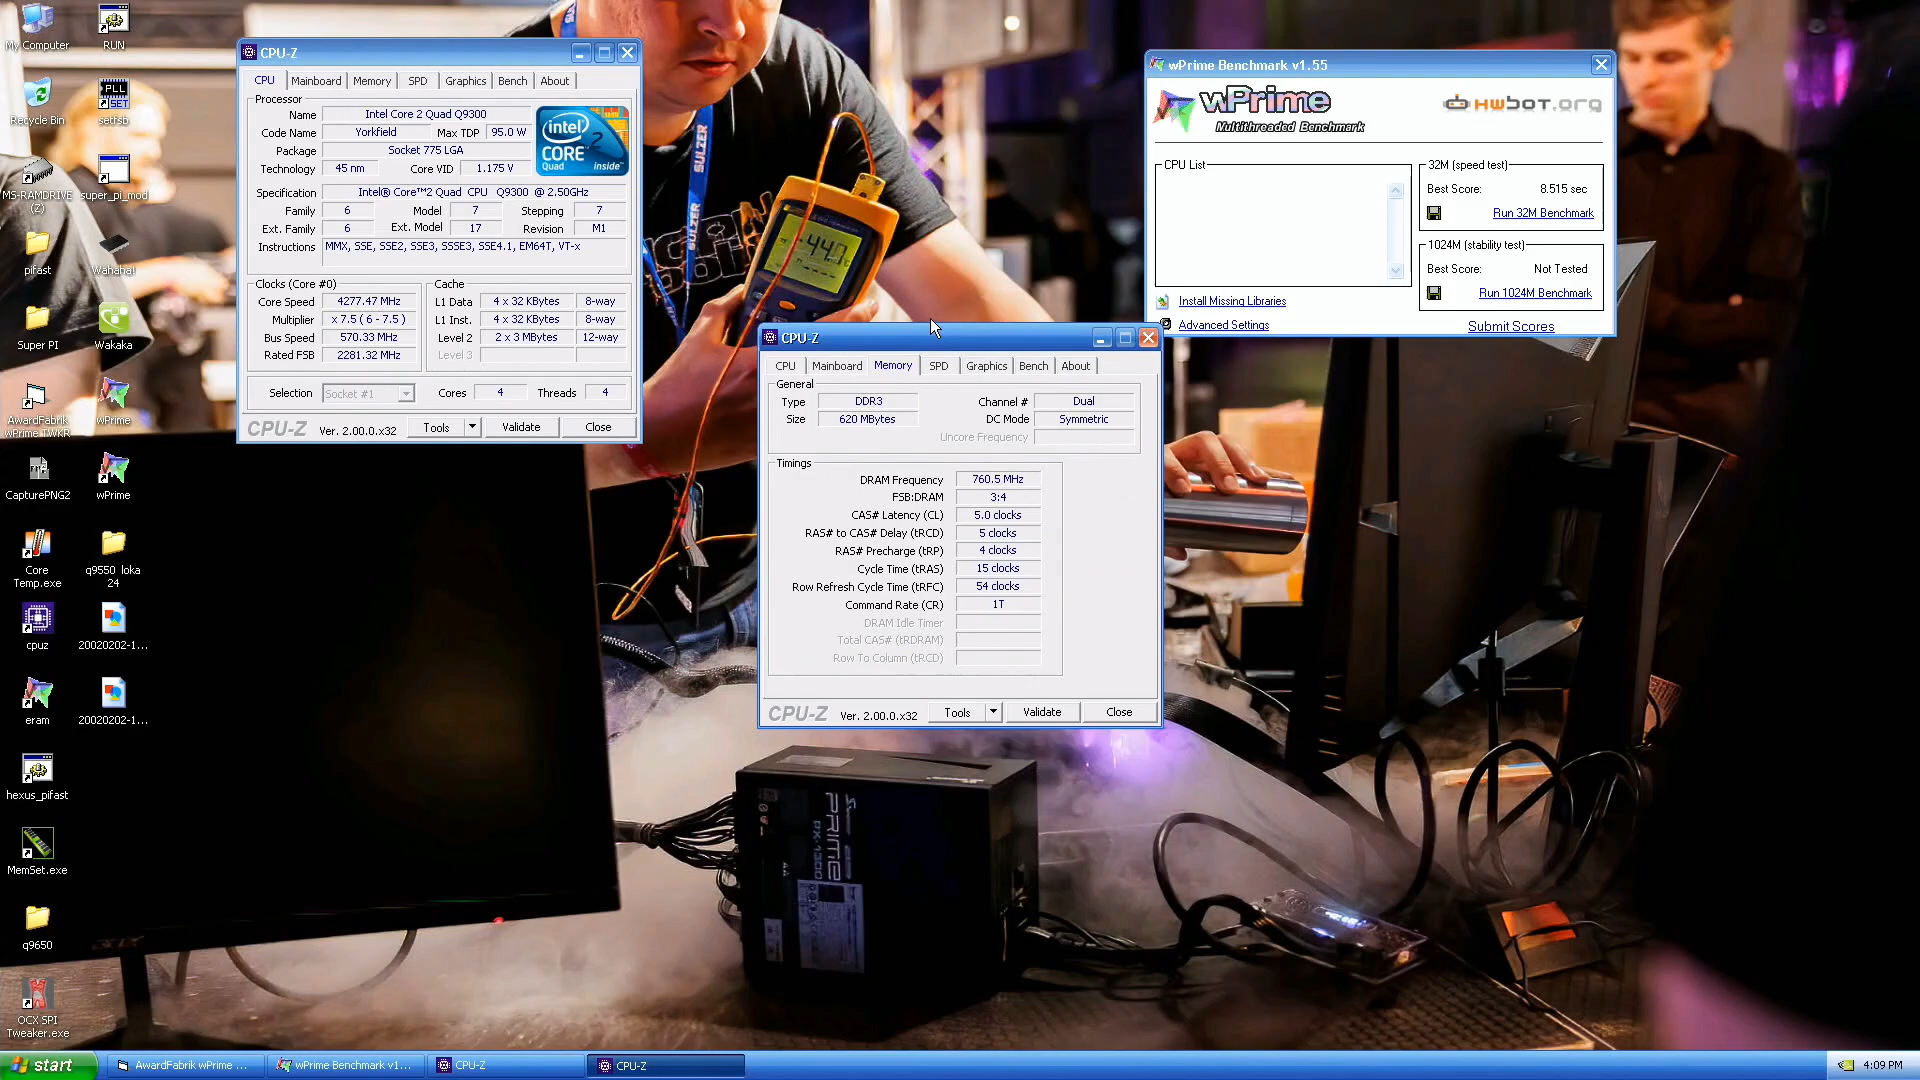 My Computer
RUN
Recycle Bin
PLL
SET
setfsb
MS-RAMDRIVE
(Z)
super_pi_mod
pifast
Wahaha!
Super PI
Wakaka
AwardFabrik
wPrime TWKR
wPrime
CapturePNG2
wPrime
Core
Temp.exe
q9550 loka
24
cpuz
20020202-1...
eram
20020202-1...
hexus_pifast
MemSet.exe
q9650
OCX SPI
Tweaker.exe
CPU-Z
CPU Mainboard Memory SPD Graphics Bench About
Processor
Name Intel Core 2 Quad Q9300
Code Name Yorkfield Max TDP 95.0 W
Package Socket 775 LGA
Technology 45 nm Core VID 1.175 V
intel
CORE 2
Quad inside™
Specification Intel® Core™2 Quad CPU Q9300 @ 2.50GHz
Family 6 Model 7 Stepping 7
Ext. Family 6 Ext. Model 17 Revision M1
Instructions MMX, SSE, SSE2, SSE3, SSSE3, SSE4.1, EM64T, VT-x
Clocks (Core #0)
Core Speed 4277.47 MHz
Multiplier x 7.5 ( 6 - 7.5 )
Bus Speed 570.33 MHz
Rated FSB 2281.32 MHz
Cache
L1 Data 4 x 32 KBytes 8-way
L1 Inst. 4 x 32 KBytes 8-way
Level 2 2 x 3 MBytes 12-way
Level 3
Selection Socket #1 Cores 4 Threads 4
CPU-Z Ver. 2.00.0.x32 Tools Validate Close
SULZER
SULZER
CPU-Z
CPU Mainboard Memory SPD Graphics Bench About
General
Type DDR3 Channel # Dual
Size 620 MBytes DC Mode Symmetric
Uncore Frequency
Timings
DRAM Frequency 760.5 MHz
FSB:DRAM 3:4
CAS# Latency (CL) 5.0 clocks
RAS# to CAS# Delay (tRCD) 5 clocks
RAS# Precharge (tRP) 4 clocks
Cycle Time (tRAS) 15 clocks
Row Refresh Cycle Time (tRFC) 54 clocks
Command Rate (CR) 1T
DRAM Idle Timer
Total CAS# (tRDRAM)
Row To Column (tRCD)
CPU-Z Ver. 2.00.0.x32 Tools Validate Close
wPrime Benchmark v1.55
wPrime
Multithreaded Benchmark
HWBOT.ORG
CPU List
32M (speed test)
Best Score: 8.515 sec
Run 32M Benchmark
1024M (stability test)
Best Score: Not Tested
Run 1024M Benchmark
Install Missing Libraries
Advanced Settings
Submit Scores
PRIME
PX-1300
start
AwardFabrik wPrime ...
wPrime Benchmark v1...
CPU-Z
CPU-Z
4:09 PM